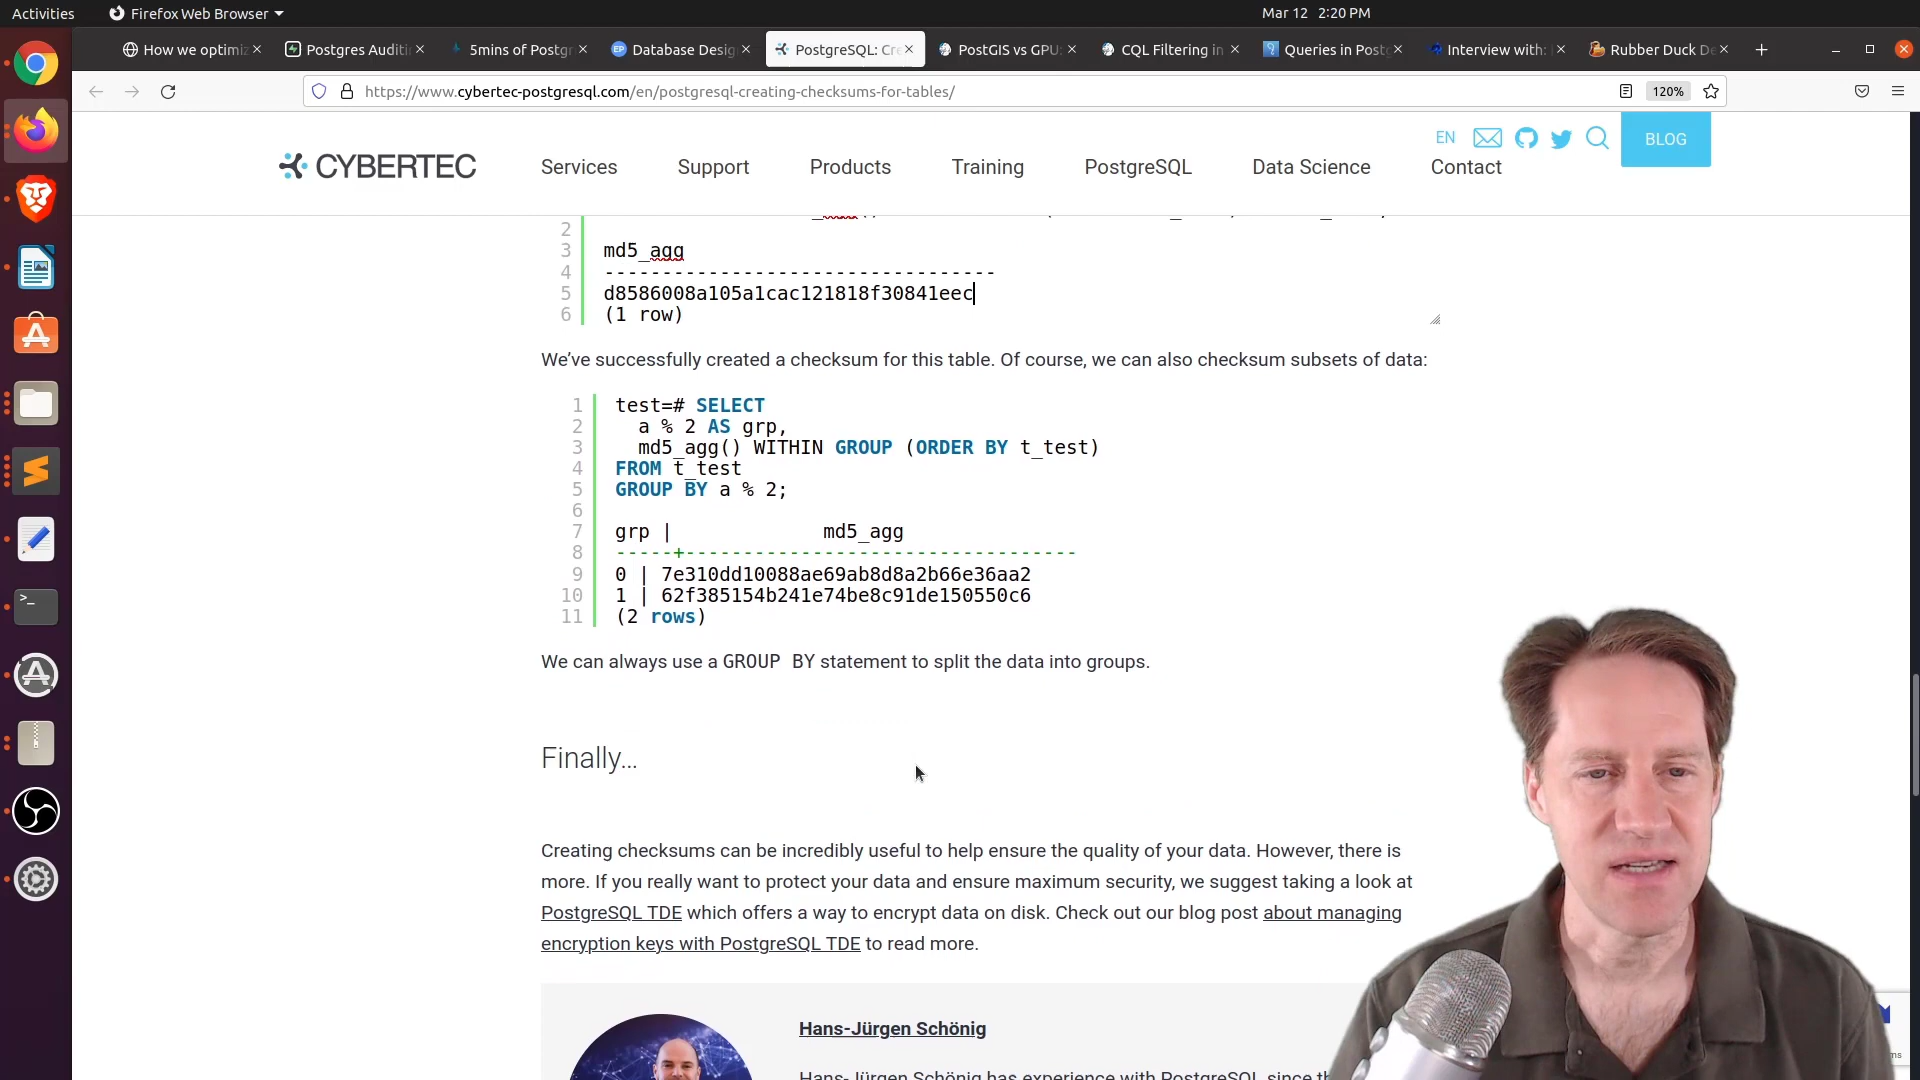 Activities
Firefox Web Browser
Mar 12 2:20 PM
How we optimiz
Postgres Auditi
5mins of Postgr
EP Database Desig
PostgreSQL: Cre
PostGIS vs GPU:
CQL Filtering in
Queries in Postg
Interview with:
Rubber Duck De
https://www.cybertec-postgresql.com/en/postgresql-creating-checksums-for-tables/
120%
EN
BLOG
CYBERTEC
Services
Support
Products
Training
PostgreSQL
Data Science
Contact
2
3 md5_agg
4 ----------------------------------
5 d8586008a105a1cac121818f30841eec
6 (1 row)
We've successfully created a checksum for this table. Of course, we can also checksum subsets of data:
1 test=# SELECT
2 a % 2 AS grp,
3 md5_agg() WITHIN GROUP (ORDER BY t_test)
4 FROM t_test
5 GROUP BY a % 2;
6
7 grp | md5_agg
8 -----+----------------------------------
9 0 | 7e310dd10088ae69ab8d8a2b66e36aa2
10 1 | 62f385154b241e74be8c91de150550c6
11 (2 rows)
We can always use a GROUP BY statement to split the data into groups.
Finally...
Creating checksums can be incredibly useful to help ensure the quality of your data. However, there is
more. If you really want to protect your data and ensure maximum security, we suggest taking a look at
PostgreSQL TDE which offers a way to encrypt data on disk. Check out our blog post about managing
encryption keys with PostgreSQL TDE to read more.
Hans-Jürgen Schönig
Hans-Jürgen Schönig has experience with PostgreSQL since th